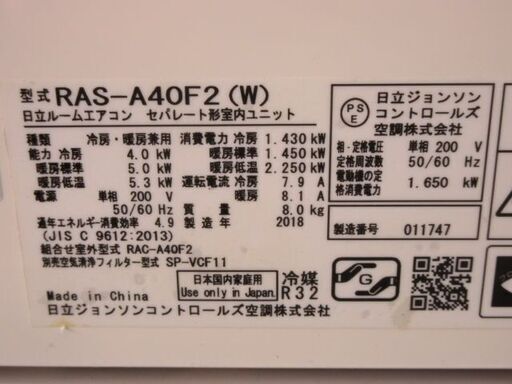 型式 RAS-A40F2 (W)
日立ルームエアコン セパレート形室内ユニット
種類 冷房・暖房兼用
能力 冷房 4.0 kW
暖房標準 5.0 kW
暖房低温 5.3 kW
電源 単相 200 V
50/60 Hz
消費電力 冷房 1.430 kW
暖房標準 1.450 kW
暖房低温 2.250 kW
運転電流 冷房 7.9 A
暖房 8.1 A
質量 8.0 kg
通年エネルギー消費効率 4.9
2018 年製
(JIS C 9612:2013)
組合せ室外型式 RAC-A40F2
別売空気清浄フィルター型式 SP-VCF11
Made in China
日本国内家庭用
Use only in Japan
冷媒
R32
日立ジョンソンコントロールズ空調株式会社
PS
E
日立ジョンソン
コントロールズ
空調株式会社
相・定格電圧 単相 200 V
定格周波数 50/60 Hz
電動機の定
格消費電力 1.650 kW
製造番号 011747
G